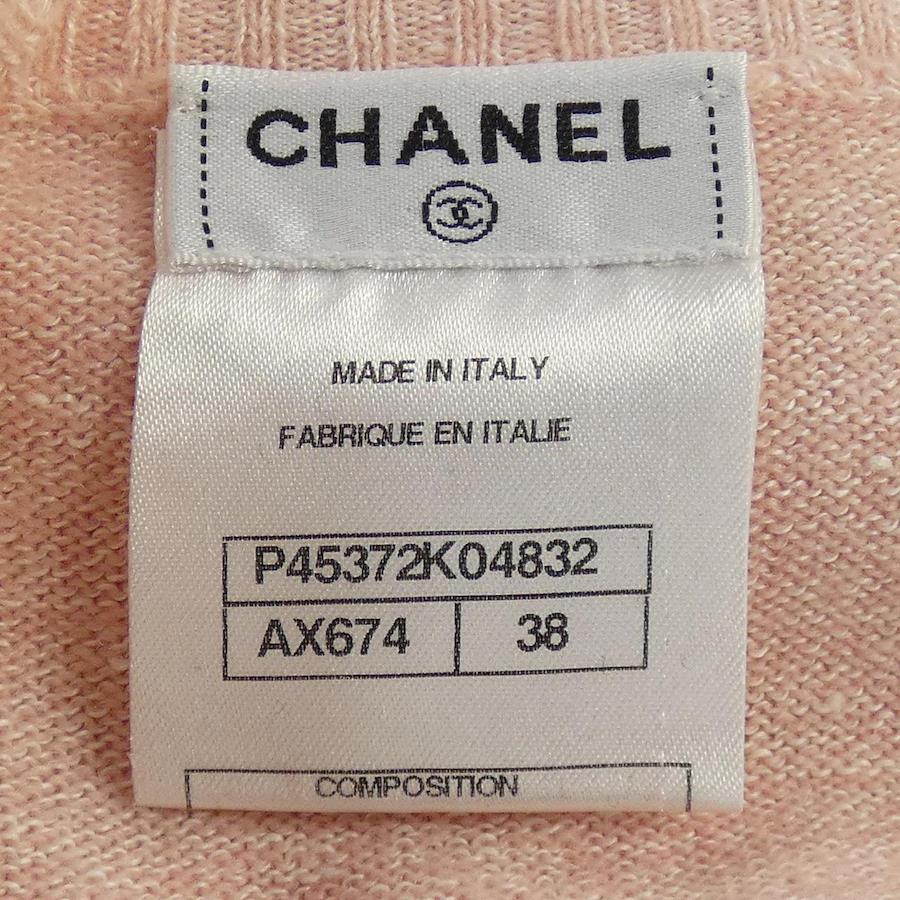 CHANEL
MADE IN ITALY
FABRIQUE EN ITALIE
P45372K04832
AX674 38
COMPOSITION